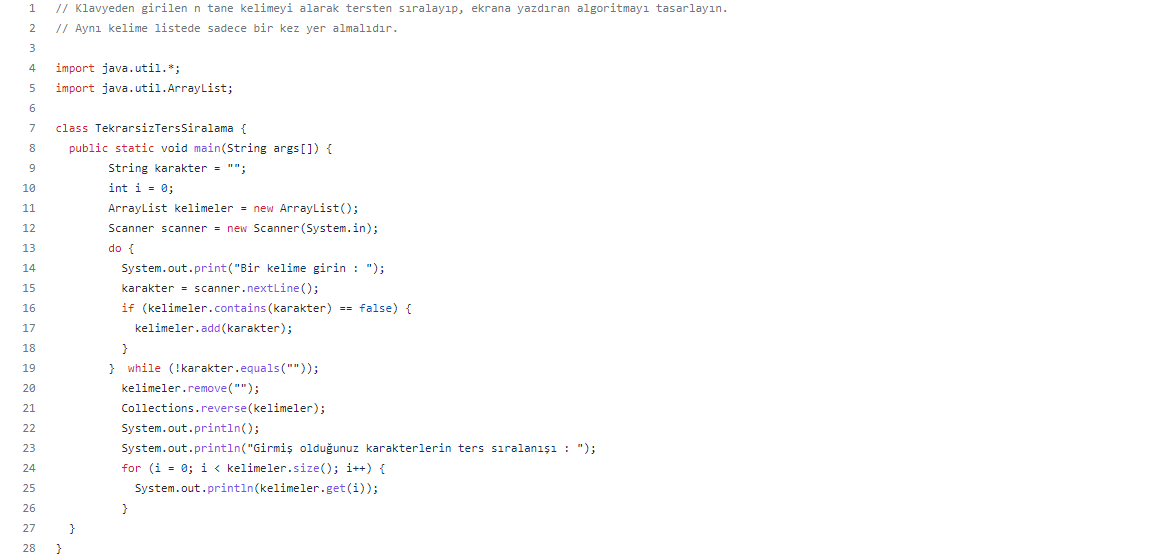 1 // Klavyeden girilen n tane kelimeyi alarak tersten sıralayıp, ekrana yazdıran algoritmayı tasarlayın.
2 // Aynı kelime listede sadece bir kez yer almalıdır.
3
4 import java.util.*;
5 import java.util.ArrayList;
6
7 class TekrarsizTersSiralama {
8 public static void main(String args[]) {
9 String karakter = "";
10 int i = 0;
11 ArrayList kelimeler = new ArrayList();
12 Scanner scanner = new Scanner(System.in);
13 do {
14 System.out.print("Bir kelime girin : ");
15 karakter = scanner.nextLine();
16 if (kelimeler.contains(karakter) == false) {
17 kelimeler.add(karakter);
18 }
19 } while (!karakter.equals(""));
20 kelimeler.remove("");
21 Collections.reverse(kelimeler);
22 System.out.println();
23 System.out.println("Girmiş olduğunuz karakterlerin ters sıralanışı : ");
24 for (i = 0; i < kelimeler.size(); i++) {
25 System.out.println(kelimeler.get(i));
26 }
27 }
28 }